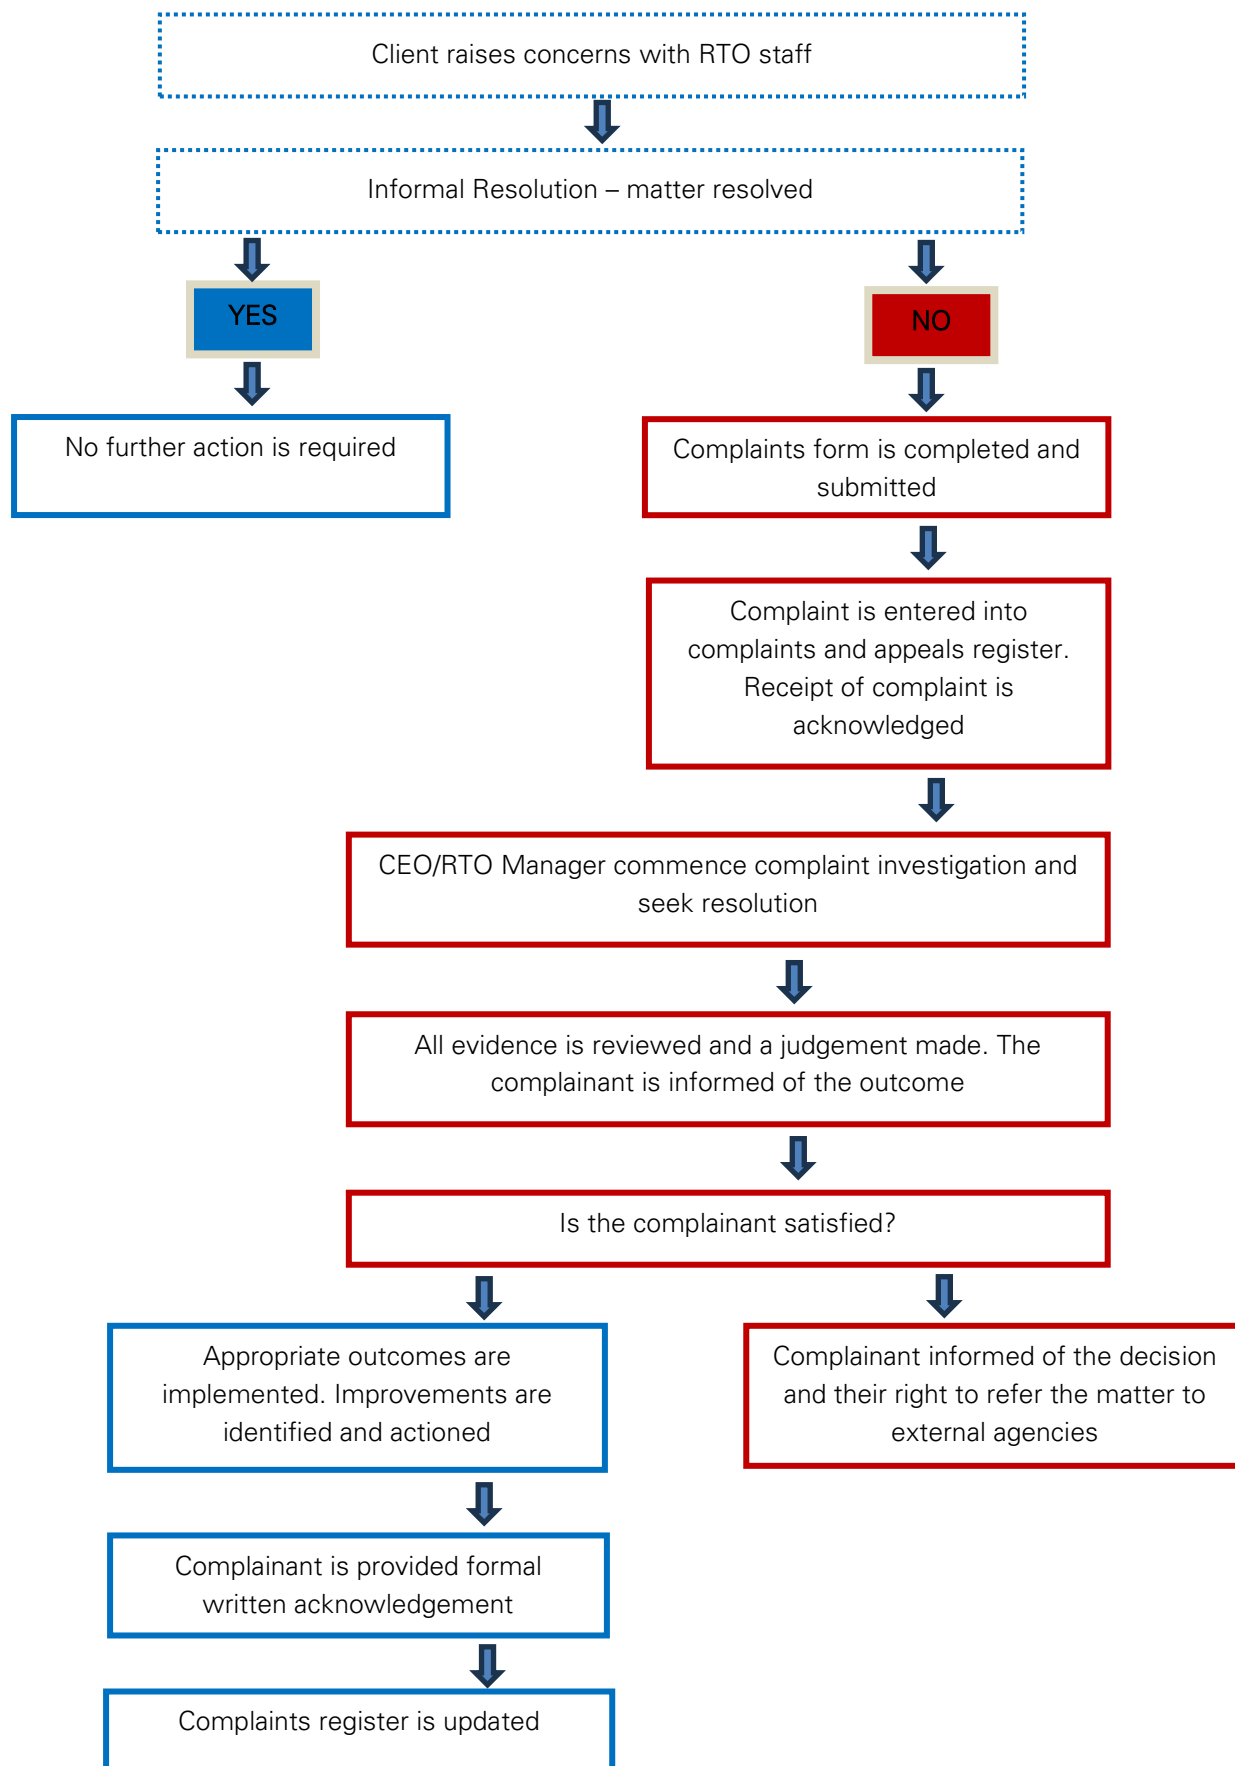 Client raises concerns with RTO staff
Informal Resolution – matter resolved
YES
NO
No further action is required
Complaints form is completed and
submitted
Complaint is entered into
complaints and appeals register.
Receipt of complaint is
acknowledged
CEO/RTO Manager commence complaint investigation and
seek resolution
All evidence is reviewed and a judgement made. The
complainant is informed of the outcome
Is the complainant satisfied?
Appropriate outcomes are
implemented. Improvements are
identified and actioned
Complainant informed of the decision
and their right to refer the matter to
external agencies
Complainant is provided formal
written acknowledgement
Complaints register is updated